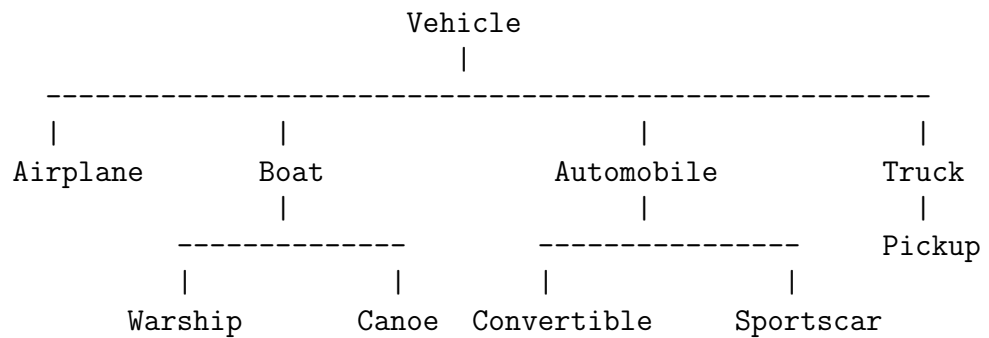 Vehicle
|
------------------------------------------------------
| | | |
Airplane Boat Automobile Truck
| | |
-------------- ---------------- Pickup
| | | |
Warship Canoe Convertible Sportscar